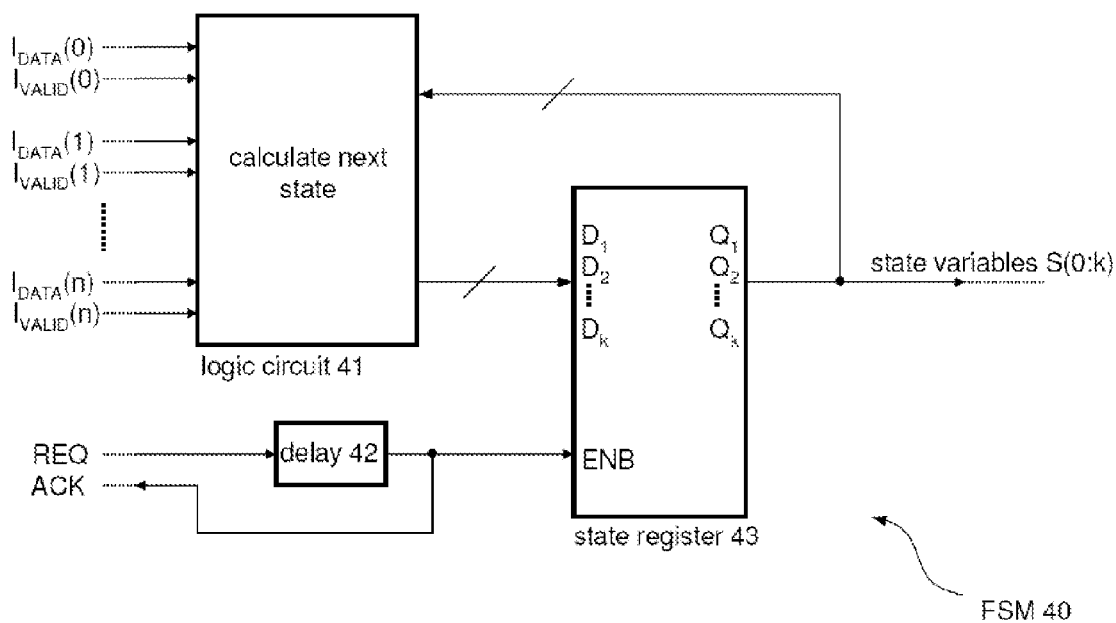 I_DATA(0)
I_VALID(0)
I_DATA(1)
I_VALID(1)
I_DATA(n)
I_VALID(n)
calculate next
state
logic circuit 41
REQ
ACK
delay 42
D_1
D_2
D_k
Q_1
Q_2
Q_k
ENB
state register 43
state variables S(0:k)
FSM 40